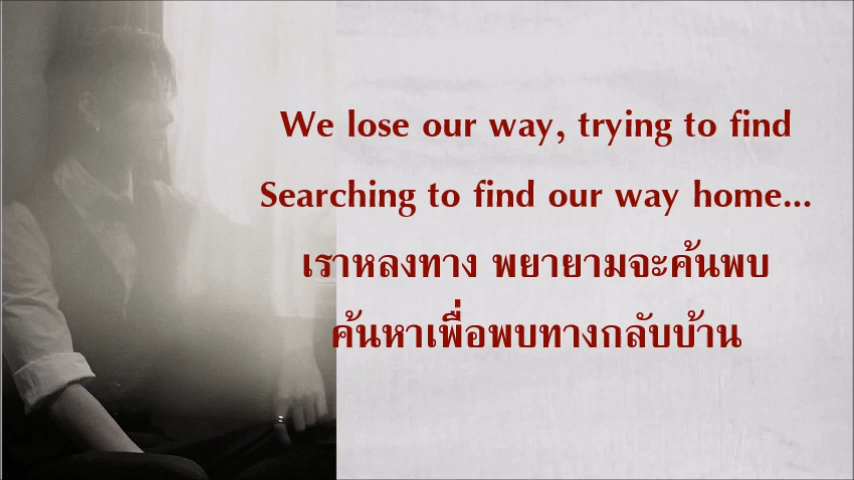 We lose our way, trying to find
Searching to find our way home...
เราหลงทาง พยายามจะค้นพบ
ค้นหาเพื่อพบทางกลับบ้าน